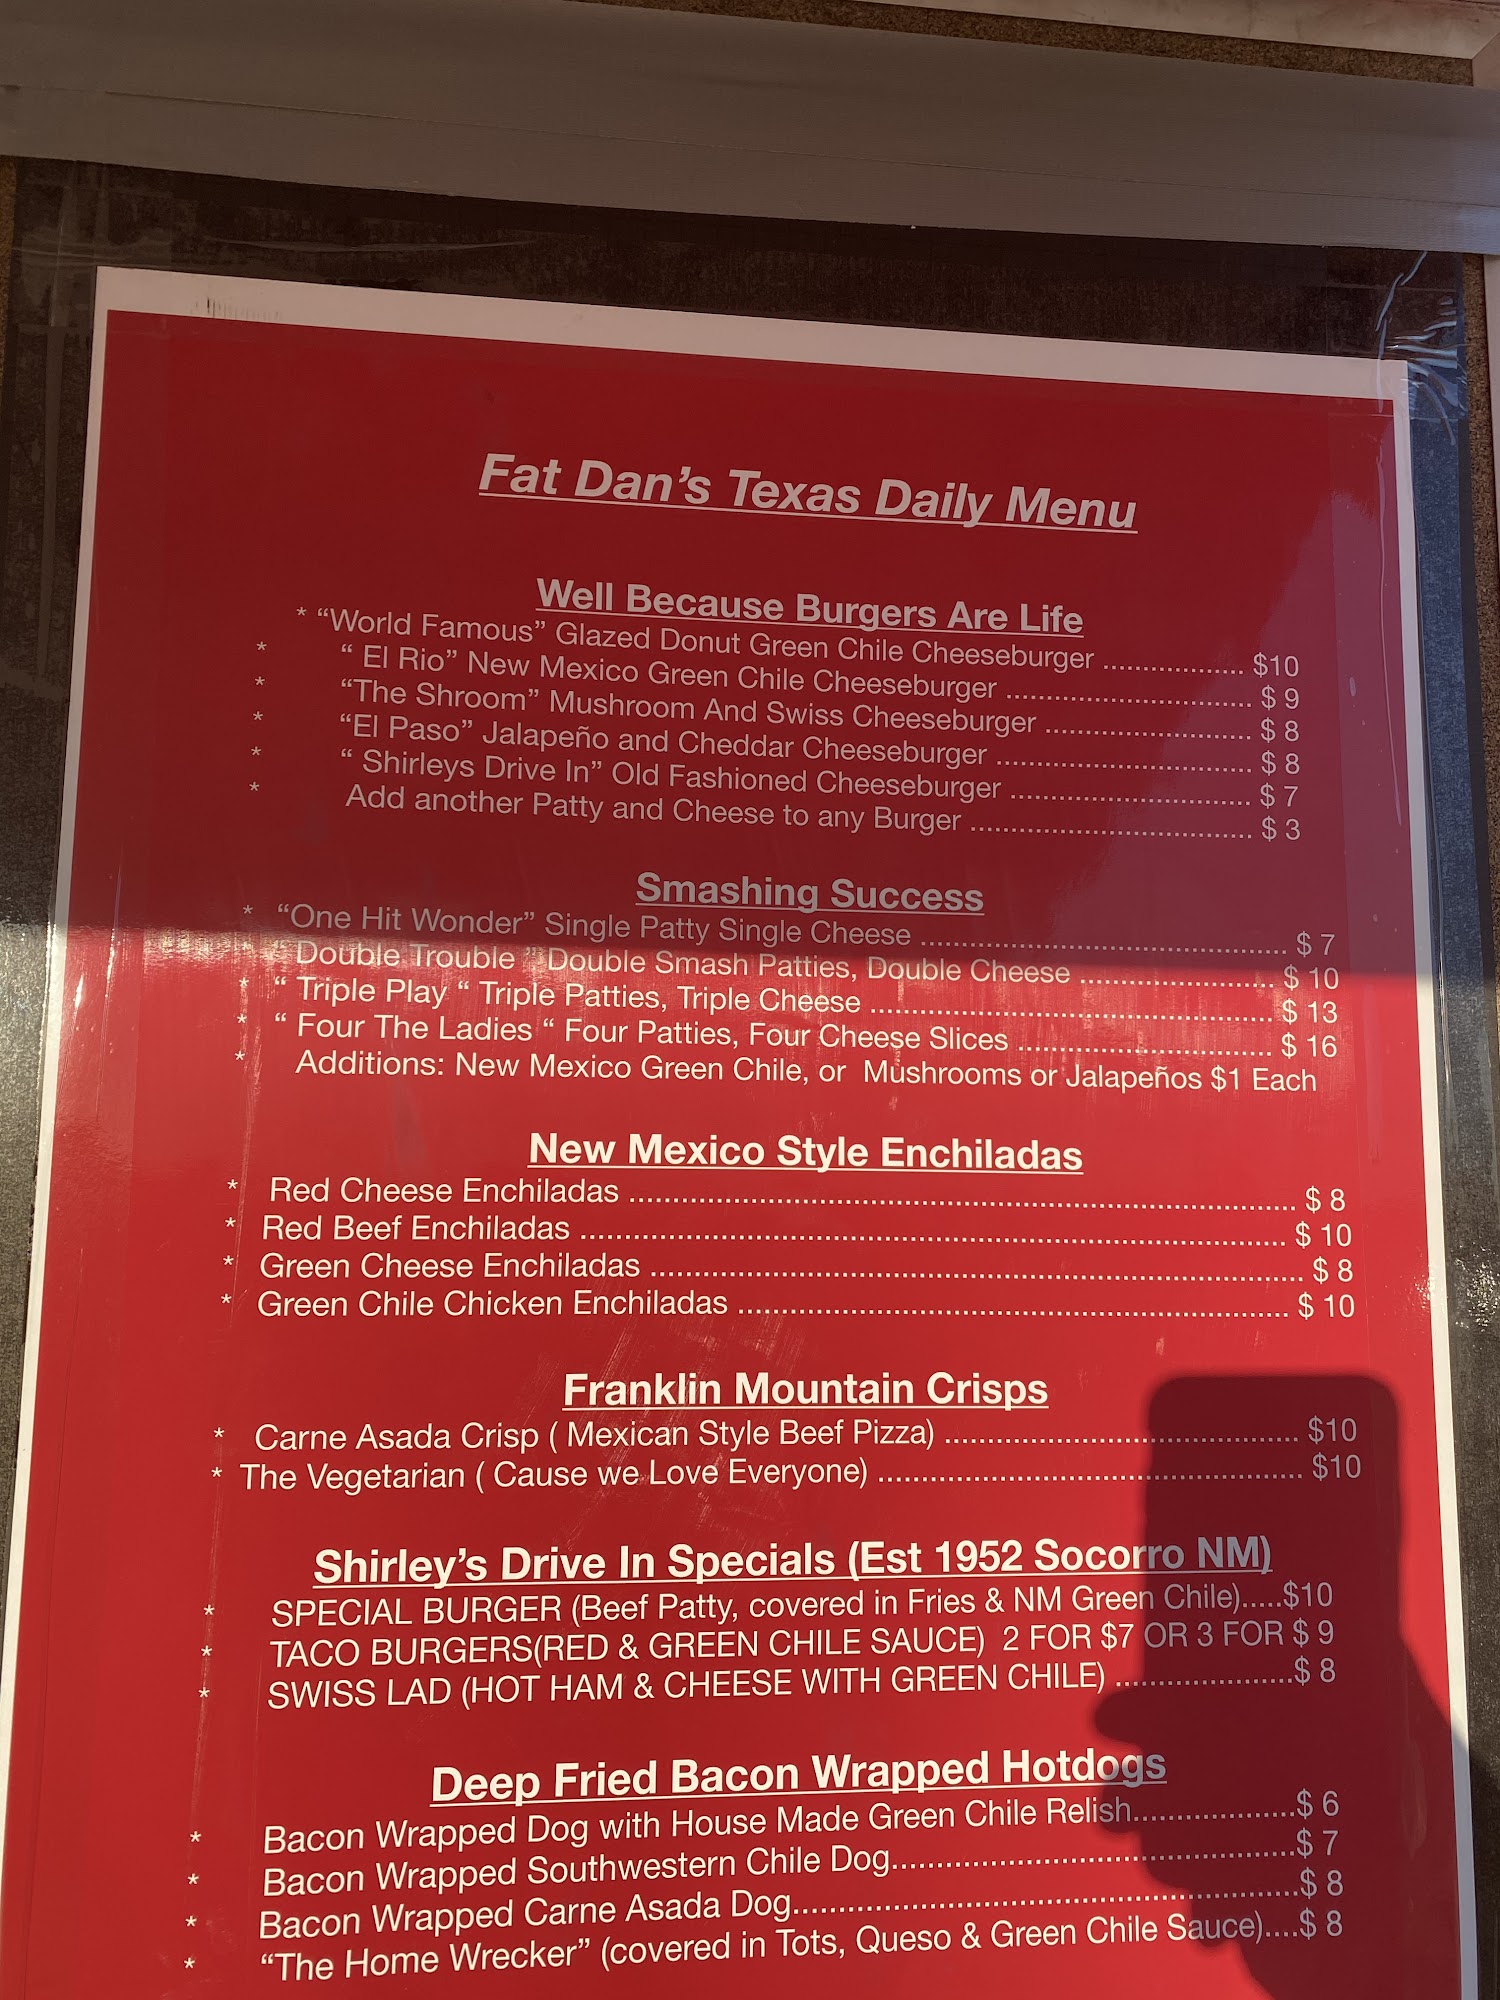 Fat Dan's Texas Daily Menu
Well Because Burgers Are Life
* “World Famous” Glazed Donut Green Chile Cheeseburger .................. $10
* “ El Rio” New Mexico Green Chile Cheeseburger .................. $ 9
* “The Shroom” Mushroom And Swiss Cheeseburger .................. $ 8
* “El Paso” Jalapeño and Cheddar Cheeseburger .................. $ 8
* “ Shirleys Drive In” Old Fashioned Cheeseburger .................. $ 7
* Add another Patty and Cheese to any Burger .................. $ 3
Smashing Success
* “One Hit Wonder” Single Patty Single Cheese .................. $ 7
“ Double Trouble ” Double Smash Patties, Double Cheese .................. $ 10
* “ Triple Play “ Triple Patties, Triple Cheese .................. $ 13
* “ Four The Ladies “ Four Patties, Four Cheese Slices .................. $ 16
* Additions: New Mexico Green Chile, or Mushrooms or Jalapeños $1 Each
New Mexico Style Enchiladas
* Red Cheese Enchiladas .................. $ 8
* Red Beef Enchiladas .................. $ 10
* Green Cheese Enchiladas .................. $ 8
* Green Chile Chicken Enchiladas .................. $ 10
Franklin Mountain Crisps
* Carne Asada Crisp ( Mexican Style Beef Pizza) .................. $10
* The Vegetarian ( Cause we Love Everyone) .................. $10
Shirley's Drive In Specials (Est 1952 Socorro NM)
* SPECIAL BURGER (Beef Patty, covered in Fries & NM Green Chile).....$10
* TACO BURGERS(RED & GREEN CHILE SAUCE) 2 FOR $7 OR 3 FOR $ 9
* SWISS LAD (HOT HAM & CHEESE WITH GREEN CHILE) ..................$ 8
Deep Fried Bacon Wrapped Hotdogs
* Bacon Wrapped Dog with House Made Green Chile Relish..................$ 6
* Bacon Wrapped Southwestern Chile Dog..................$ 7
* Bacon Wrapped Carne Asada Dog..................$ 8
* “The Home Wrecker” (covered in Tots, Queso & Green Chile Sauce)....$ 8